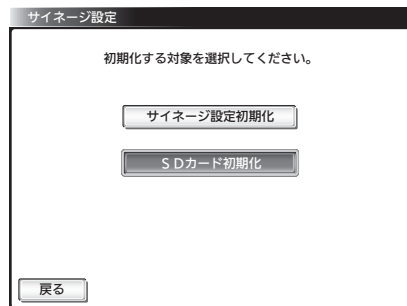 サイネージ設定
初期化する対象を選択してください。
サイネージ設定初期化
ＳＤカード初期化
戻る